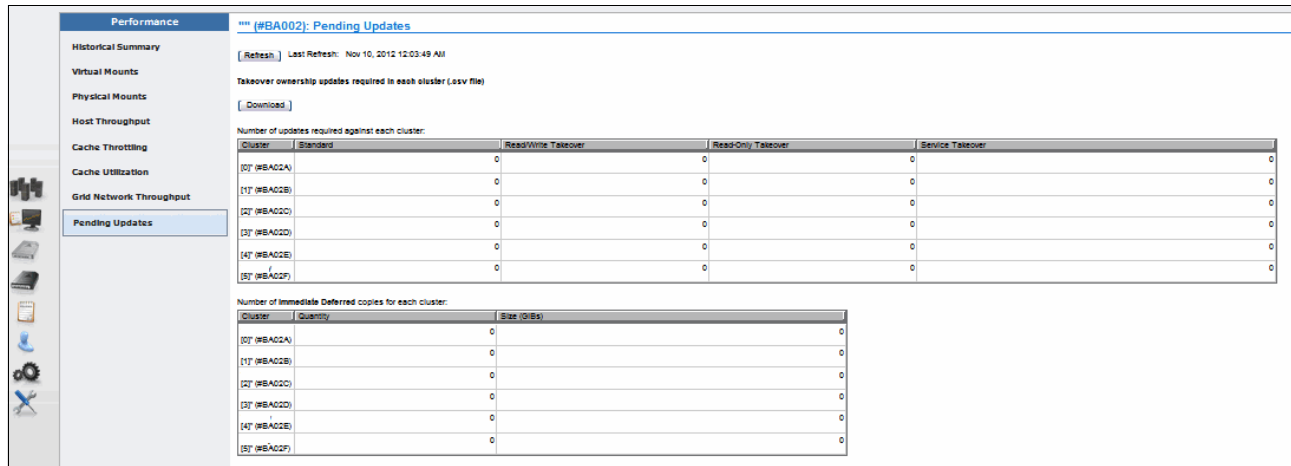 Performance
Historical Summary
Virtual Mounts
Physical Mounts
Host Throughput
Cache Throttling
Cache Utilization
Grid Network Throughput
Pending Updates
"" (#BA002): Pending Updates
Refresh Last Refresh: Nov 10, 2012 12:03:49 AM
Takeover ownership updates required in each cluster (.csv file)
Download
Number of updates required against each cluster:
Cluster Standard Read/Write Takeover Read-Only Takeover Service Takeover
[0]" (#BA02A) 0 0 0 0
[1]" (#BA02B) 0 0 0 0
[2]" (#BA02C) 0 0 0 0
[3]" (#BA02D) 0 0 0 0
[4]" (#BA02E) 0 0 0 0
[5]" (#BA02F) 0 0 0 0
Number of Immediate Deferred copies for each cluster:
Cluster Quantity Size (GiBs)
[0]" (#BA02A) 0 0
[1]" (#BA02B) 0 0
[2]" (#BA02C) 0 0
[3]" (#BA02D) 0 0
[4]" (#BA02E) 0 0
[5]" (#BA02F) 0 0